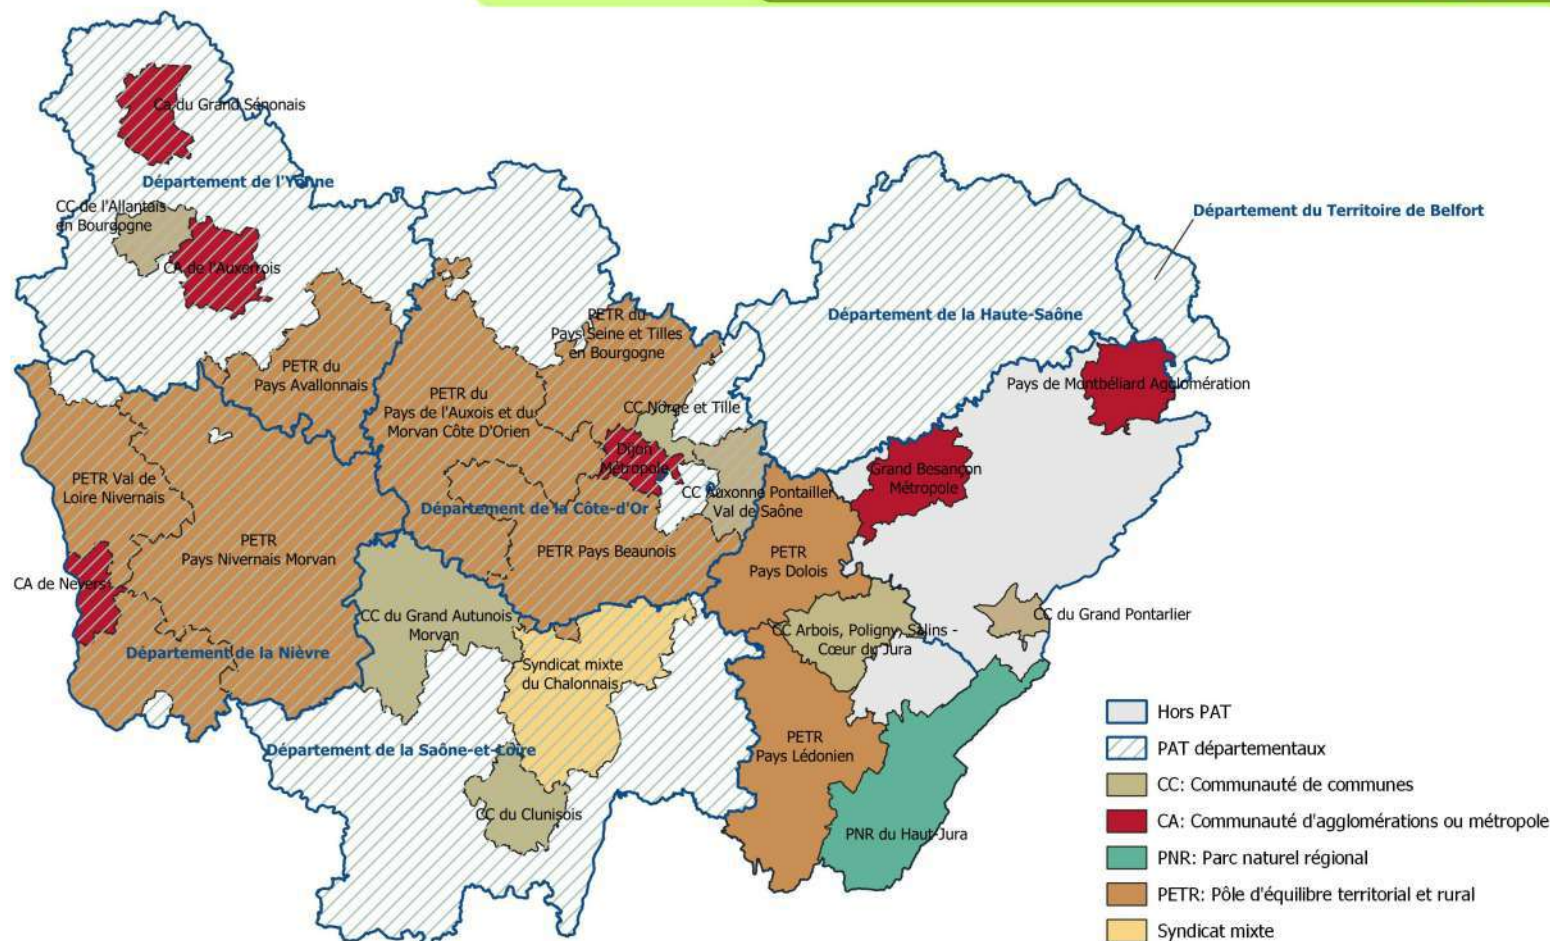 Ca du Grand Sénonais
Département de l'Yonne
CC de l'Allantais
en Bourgogne
CA de l'Auxerrois
Département du Territoire de Belfort
Département de la Haute-Saône
PETR du
Pays Seine et Tilles
en Bourgogne
PETR du
Pays Avallonnais
PETR du
Pays de l'Auxois et du
Morvan Côte D'Orien
CC Norge et Tille
Pays de Montbéliard Agglomération
Dijon
Métropole
Grand Besançon
Métropole
PETR Val de
Loire Nivernais
CC Auxonne Pontailler
Val de Saône
Département de la Côte-d'Or
PETR
Pays Nivernais Morvan
PETR Pays Beaunois
PETR
Pays Dolois
CA de Nevers
CC du Grand Autunois
Morvan
CC du Grand Pontarlier
CC Arbois, Poligny, Salins -
Cœur du Jura
Département de la Nièvre
Syndicat mixte
du Chalonnais
Département de la Saône-et-Loire
PETR
Pays Lédonien
CC du Clunisois
PNR du Haut-Jura
Hors PAT
PAT départementaux
CC: Communauté de communes
CA: Communauté d'agglomérations ou métropole
PNR: Parc naturel régional
PETR: Pôle d'équilibre territorial et rural
Syndicat mixte